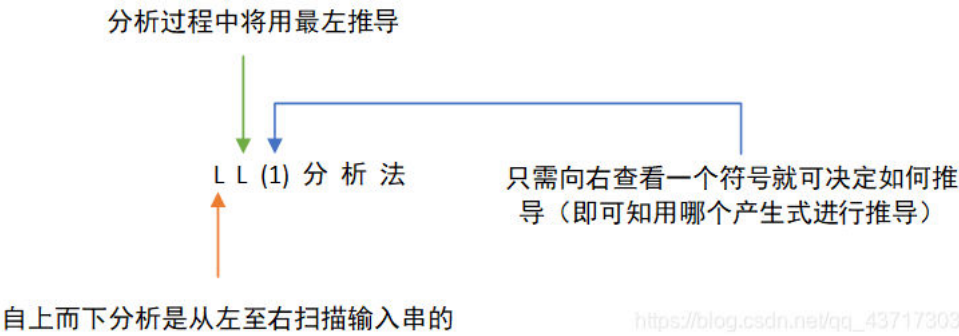 分析过程中将用最左推导
L L (1) 分 析 法
只需向右查看一个符号就可决定如何推
导（即可知用哪个产生式进行推导）
自上而下分析是从左至右扫描输入串的
https://blog.csdn.net/qq_43717303